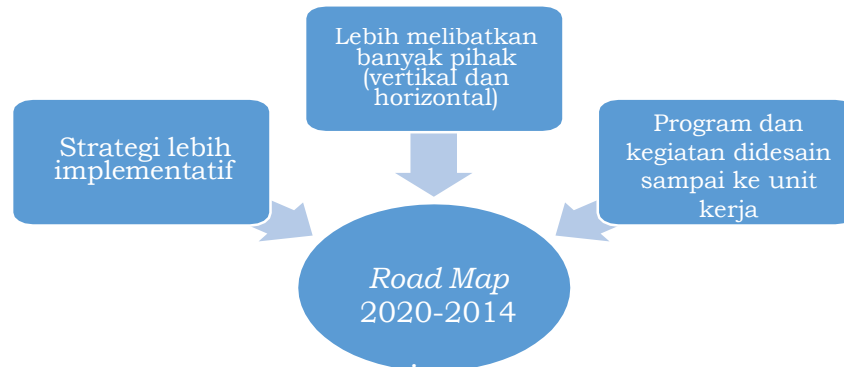 Lebih melibatkan
banyak pihak
(vertikal dan
horizontal)
Strategi lebih
implementatif
Program dan
kegiatan didesain
sampai ke unit
kerja
Road Map
2020-2014